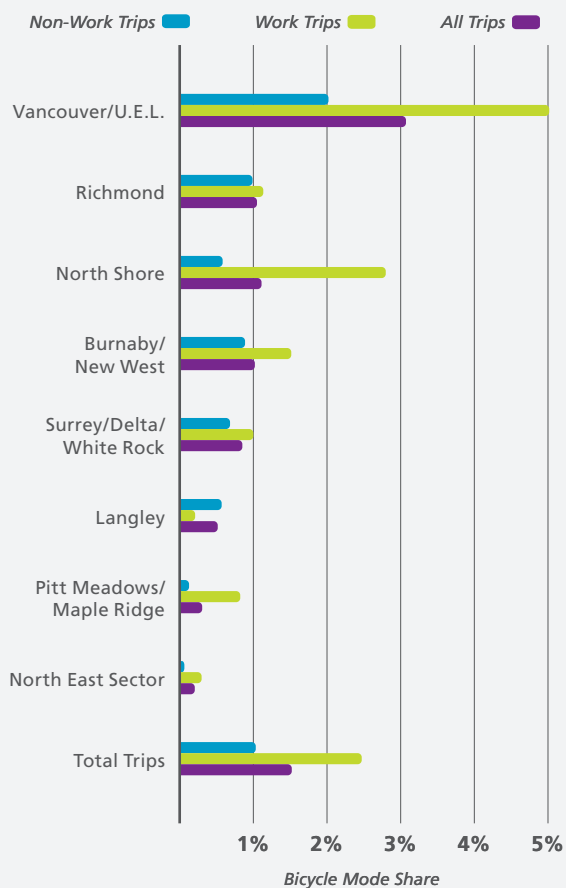 Non-Work Trips Work Trips All Trips
Vancouver/U.E.L.
Richmond
North Shore
Burnaby/
New West
Surrey/Delta/
White Rock
Langley
Pitt Meadows/
Maple Ridge
North East Sector
Total Trips
1% 2% 3% 4% 5%
Bicycle Mode Share